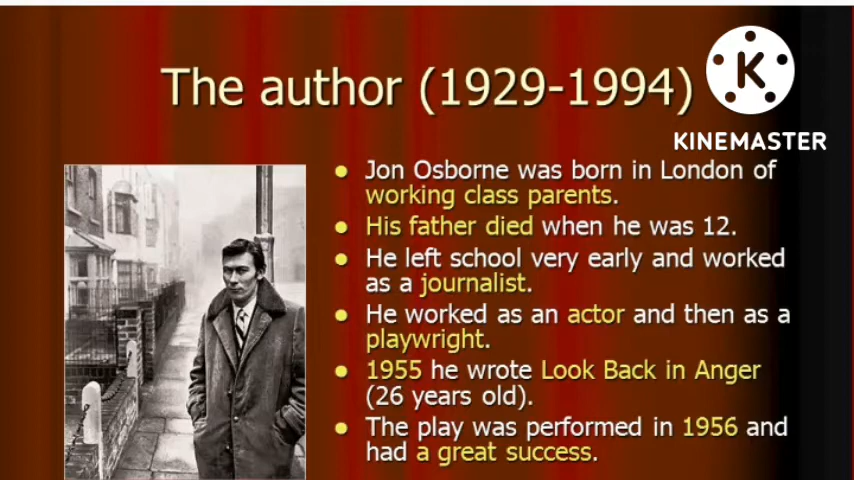 The author (1929-1994)
K
KINEMASTER
Jon Osborne was born in London of
working class parents.
His father died when he was 12.
He left school very early and worked
as a journalist.
He worked as an actor and then as a
playwright.
1955 he wrote Look Back in Anger
(26 years old).
The play was performed in 1956 and
had a great success.